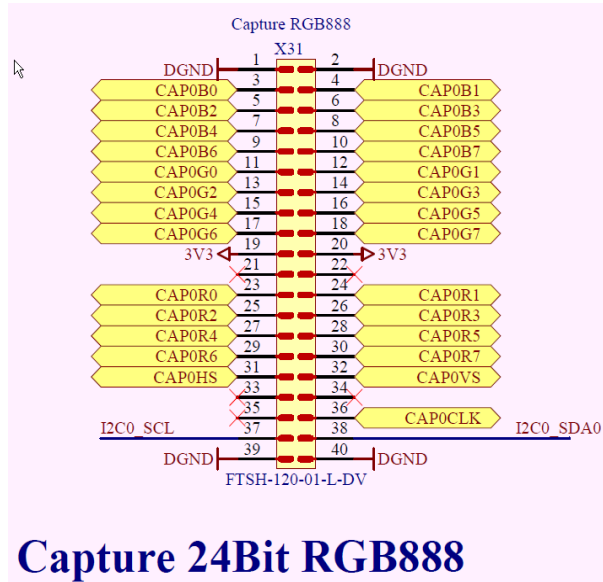 Capture RGB888
X31
DGND 1 2 DGND
CAP0B0 3 4 CAP0B1
CAP0B2 5 6 CAP0B3
CAP0B4 7 8 CAP0B5
CAP0B6 9 10 CAP0B7
CAP0G0 11 12 CAP0G1
CAP0G2 13 14 CAP0G3
CAP0G4 15 16 CAP0G5
CAP0G6 17 18 CAP0G7
3V3 19 20 3V3
21 22
CAP0R0 23 24 CAP0R1
CAP0R2 25 26 CAP0R3
CAP0R4 27 28 CAP0R5
CAP0R6 29 30 CAP0R7
CAP0HS 31 32 CAP0VS
33 34
35 36 CAP0CLK
I2C0_SCL 37 38 I2C0_SDA0
DGND 39 40 DGND
FTSH-120-01-L-DV
Capture 24Bit RGB888